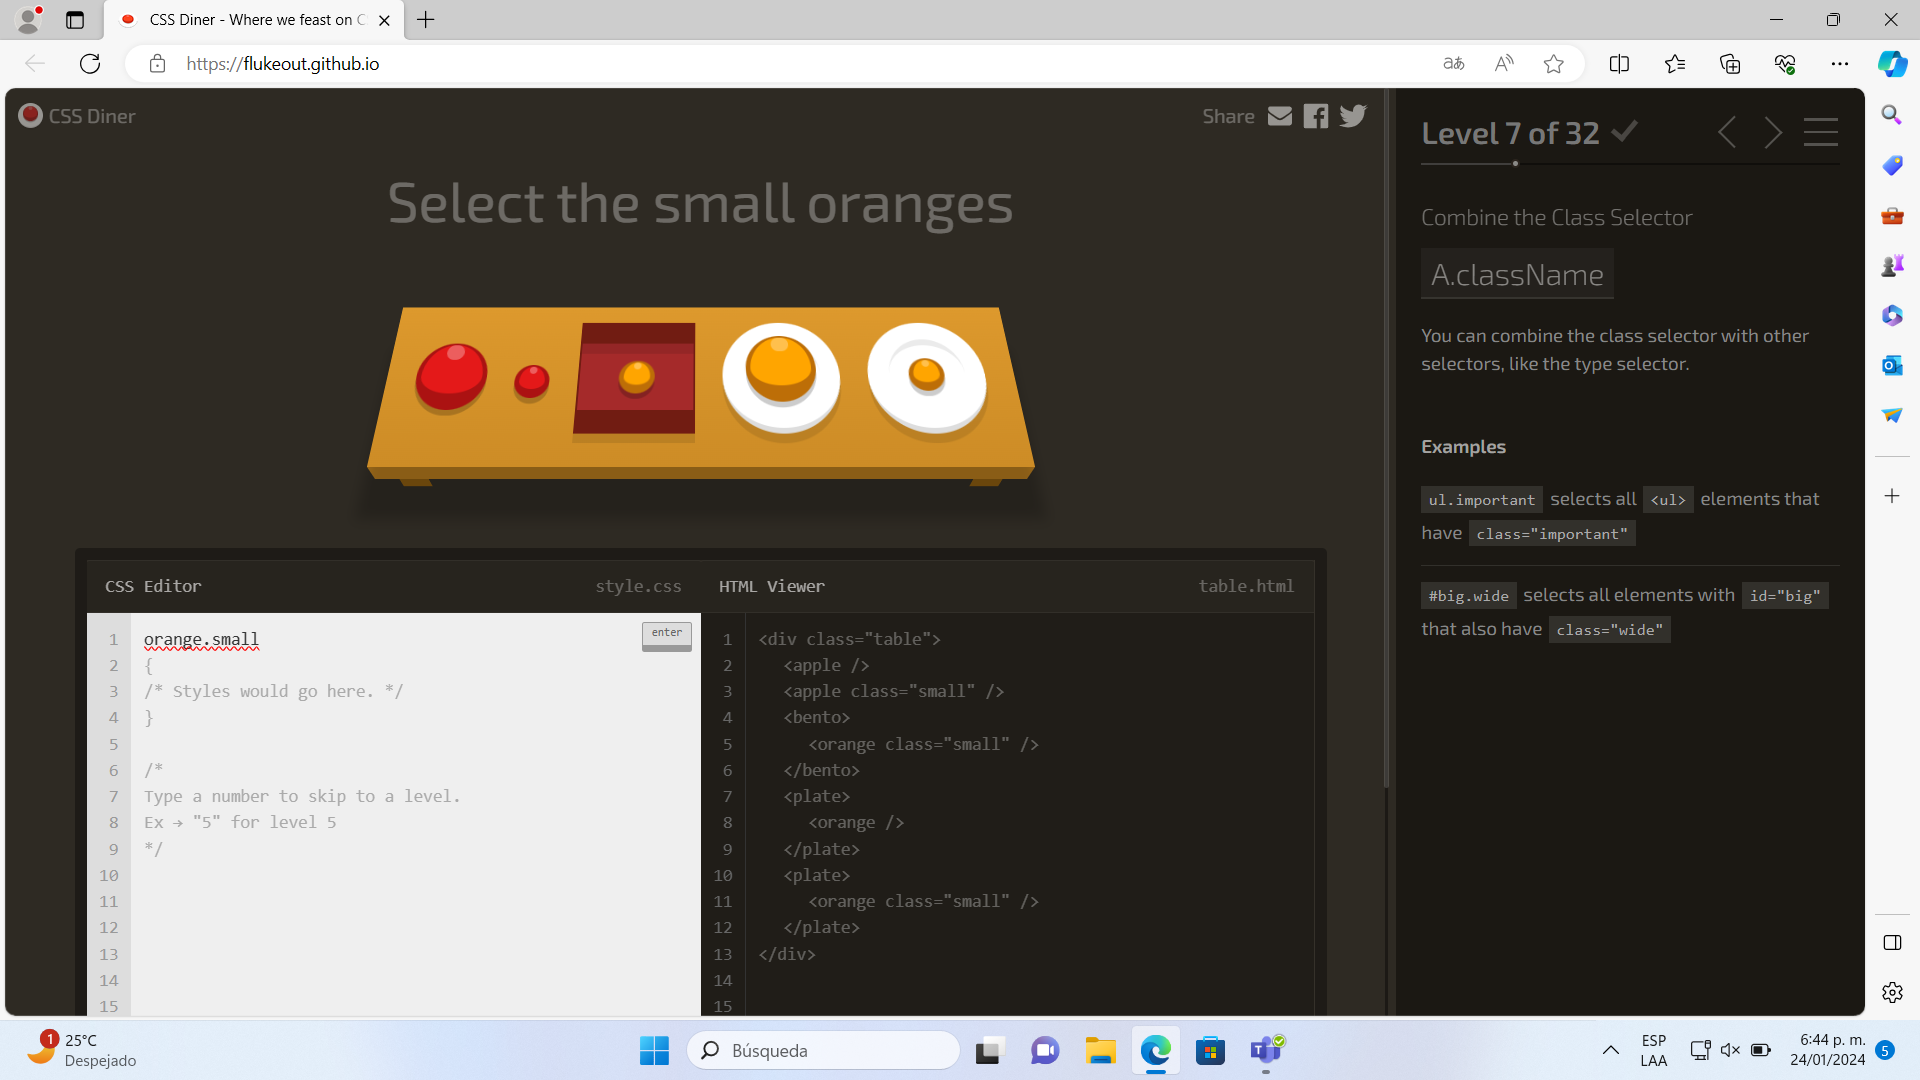 CSS Diner - Where we feast on C
https://flukeout.github.io
CSS Diner
Share
Level 7 of 32
Select the small oranges
Combine the Class Selector
A.className
You can combine the class selector with other
selectors, like the type selector.
Examples
ul.important selects all <ul> elements that
have class="important"
#big.wide selects all elements with id="big"
that also have class="wide"
CSS Editor
style.css
HTML Viewer
table.html
enter
1 orange.small
2 {
3 /* Styles would go here. */
4 }
5
6 /*
7 Type a number to skip to a level.
8 Ex → "5" for level 5
9 */
10
11
12
13
14
15
1 <div class="table">
2 <apple />
3 <apple class="small" />
4 <bento>
5 <orange class="small" />
6 </bento>
7 <plate>
8 <orange />
9 </plate>
10 <plate>
11 <orange class="small" />
12 </plate>
13 </div>
14
15
1
25°C
Despejado
Búsqueda
ESP
LAA
6:44 p. m.
24/01/2024
5